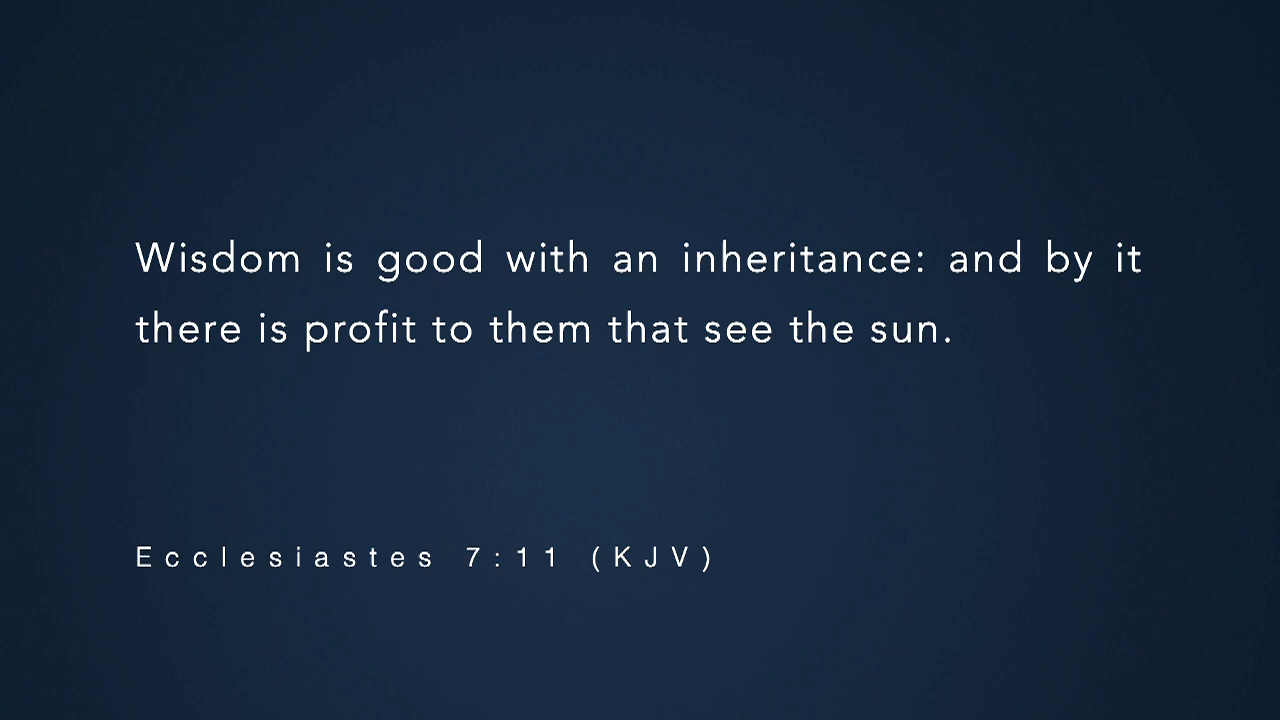 Wisdom is good with an inheritance: and by it
there is profit to them that see the sun.
Ecclesiastes 7:11 (KJV)